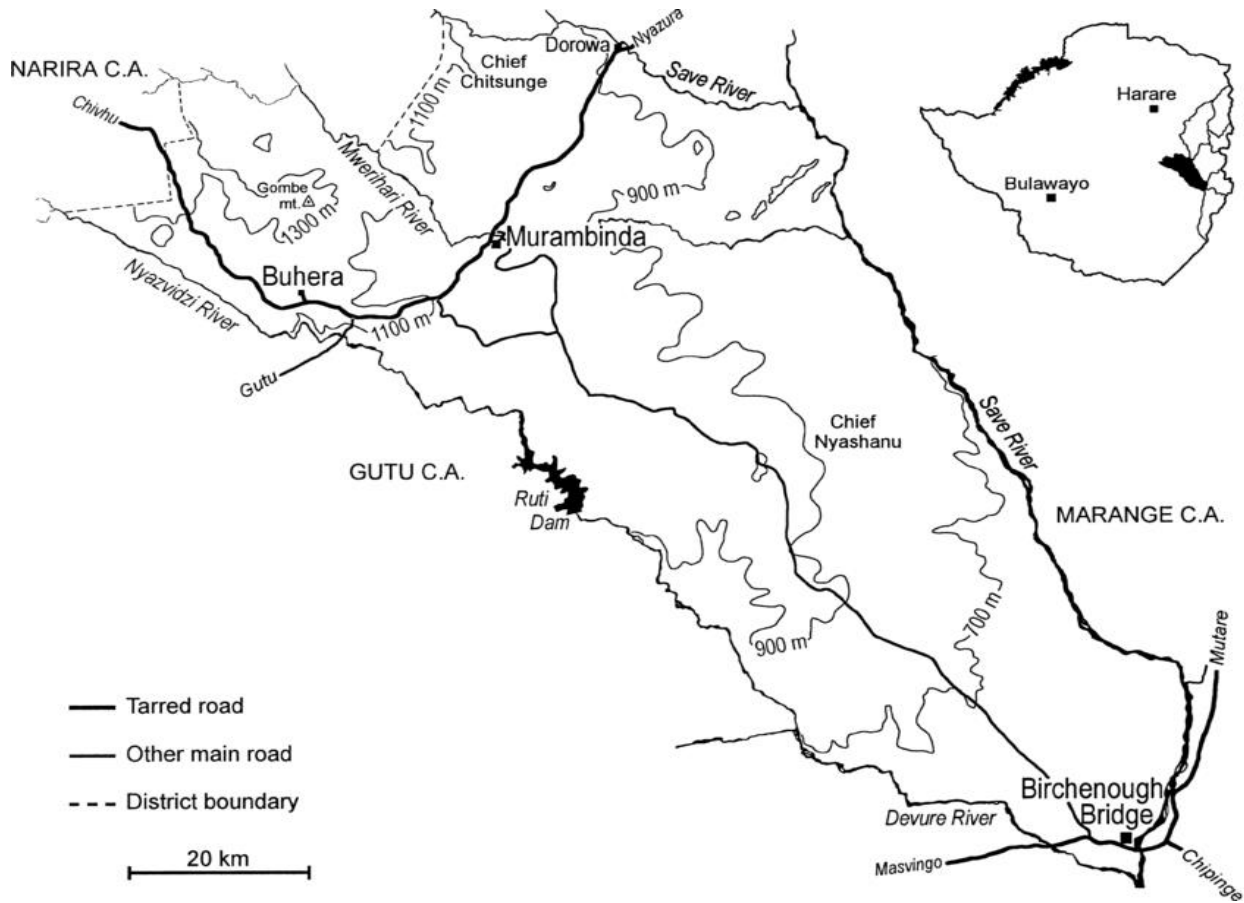 NARIRA C.A.
Chivhu
Gombe
mt.
1300 m
Nyazvidzi River
Buhera
Gutu
1100 m
Mwerihari River
1100 m
Chief
Chitsunge
Dorowa
Nyazura
Save River
900 m
Murambinda
Harare
Bulawayo
GUTU C.A.
Ruti
Dam
Chief
Nyashanu
Save River
MARANGE C.A.
900 m
700 m
Mutare
Birchenough
Bridge
Devure River
Masvingo
Chipinge
Tarred road
Other main road
District boundary
20 km